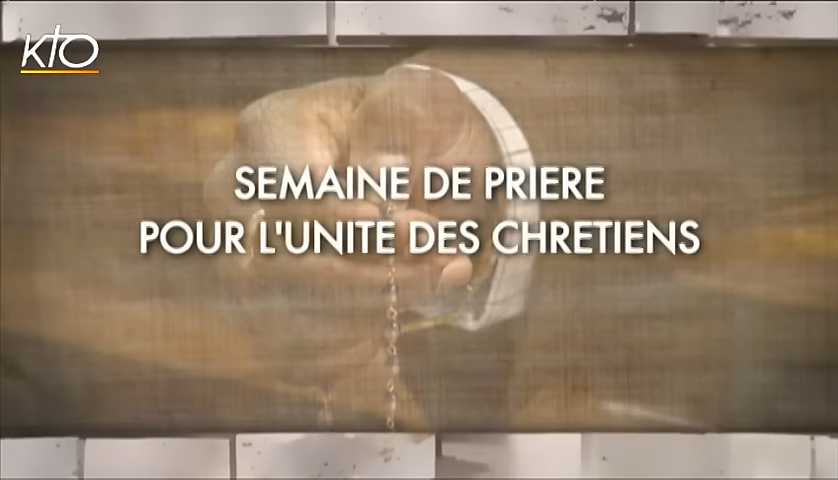 KTO
SEMAINE DE PRIERE
POUR L'UNITE DES CHRETIENS